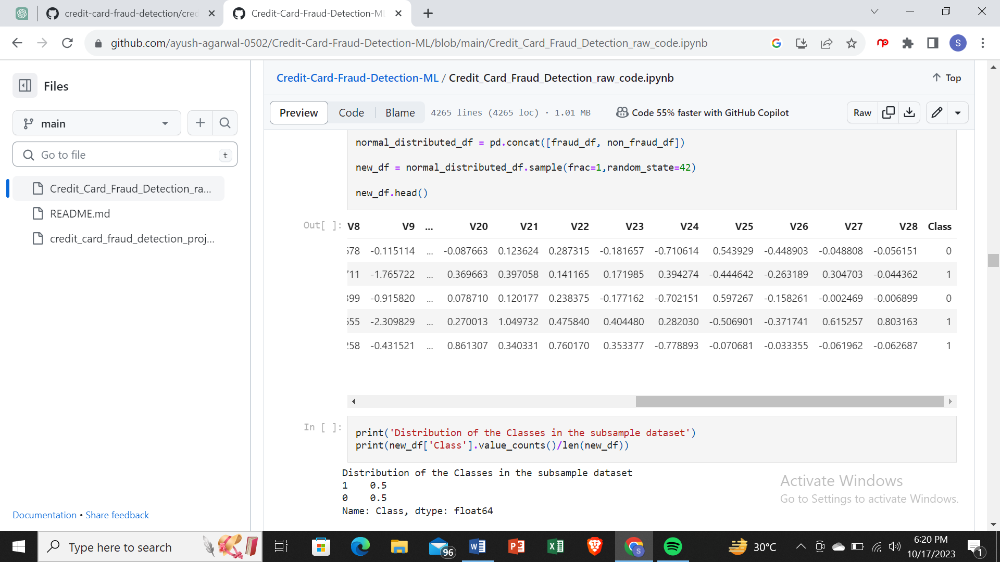 credit-card-fraud-detection/cred
Credit-Card-Fraud-Detection-ML
github.com/ayush-agarwal-0502/Credit-Card-Fraud-Detection-ML/blob/main/Credit_Card_Fraud_Detection_raw_code.ipynb
S
Files
main
Go to file
t
Credit_Card_Fraud_Detection_ra...
README.md
credit_card_fraud_detection_proj...
Documentation • Share feedback
Credit-Card-Fraud-Detection-ML / Credit_Card_Fraud_Detection_raw_code.ipynb
Top
Preview Code Blame 4265 lines (4265 loc) · 1.01 MB Code 55% faster with GitHub Copilot Raw
normal_distributed_df = pd.concat([fraud_df, non_fraud_df])
new_df = normal_distributed_df.sample(frac=1,random_state=42)
new_df.head()
Out[ ]: V8 V9 ... V20 V21 V22 V23 V24 V25 V26 V27 V28 Class
578 -0.115114 ... -0.087663 0.123624 0.287315 -0.181657 -0.710614 0.543929 -0.448903 -0.048808 -0.056151 0
711 -1.765722 ... 0.369663 0.397058 0.141165 0.171985 0.394274 -0.444642 -0.263189 0.304703 -0.044362 1
399 -0.915820 ... 0.078710 0.120177 0.238375 -0.177162 -0.702151 0.597267 -0.158261 -0.002469 -0.006899 0
555 -2.309829 ... 0.270013 1.049732 0.475840 0.404480 0.282030 -0.506901 -0.371741 0.615257 0.803163 1
258 -0.431521 ... 0.861307 0.340331 0.760170 0.353377 -0.778893 -0.070681 -0.033355 -0.061962 -0.062687 1
In [ ]:
print('Distribution of the Classes in the subsample dataset')
print(new_df['Class'].value_counts()/len(new_df))
Distribution of the Classes in the subsample dataset
1 0.5
0 0.5
Name: Class, dtype: float64
Activate Windows
Go to Settings to activate Windows.
Type here to search
96
S
30°C
6:20 PM
10/17/2023
1